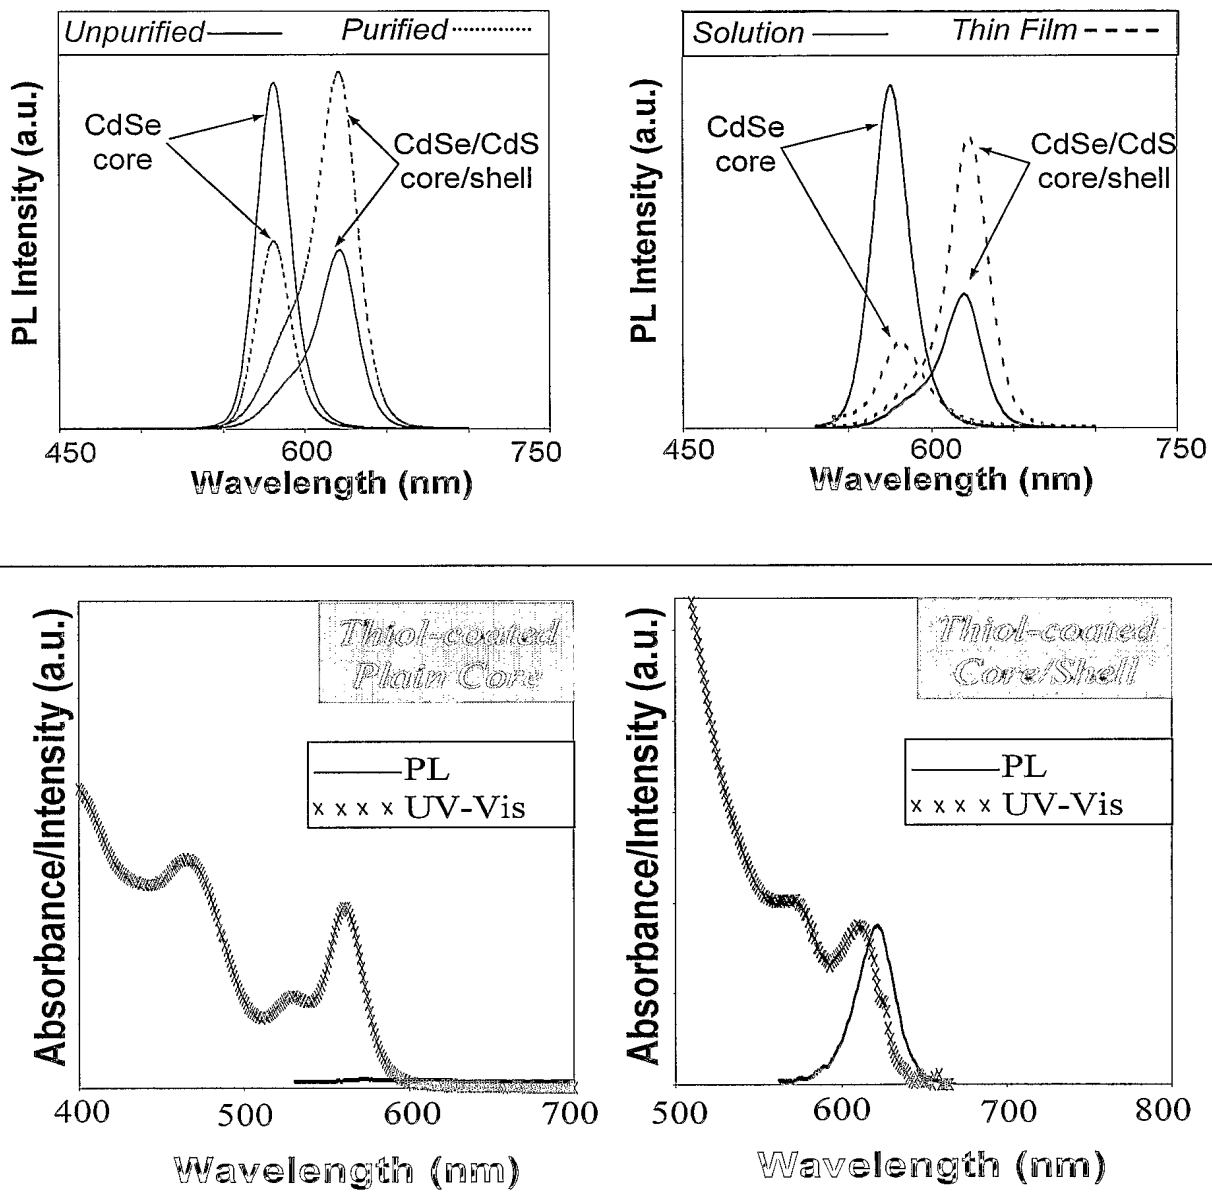 Unpurified Purified
PL Intensity (a.u.)
CdSe
core
CdSe/CdS
core/shell
450 600 750
Wavelength (nm)
Solution Thin Film
PL Intensity (a.u.)
CdSe
core
CdSe/CdS
core/shell
450 600 750
Wavelength (nm)
Absorbance/Intensity (a.u.)
Thiol-coated
Plain Core
PL
UV-Vis
400 500 600 700
Wavelength (nm)
Absorbance/Intensity (a.u.)
Thiol-coated
Core/Shell
PL
UV-Vis
500 600 700 800
Wavelength (nm)